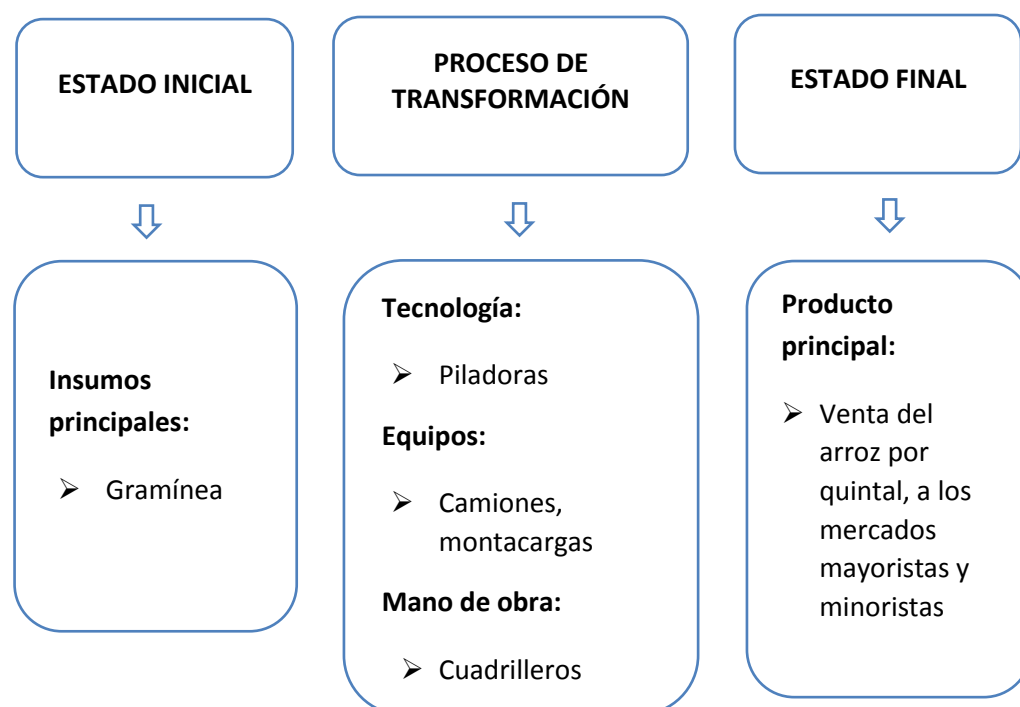 ESTADO INICIAL
PROCESO DE
TRANSFORMACIÓN
ESTADO FINAL
Insumos
principales:
➢ Gramínea
Tecnología:
➢ Piladoras
Equipos:
➢ Camiones,
montacargas
Mano de obra:
➢ Cuadrilleros
Producto
principal:
➢ Venta del
arroz por
quintal, a los
mercados
mayoristas y
minoristas